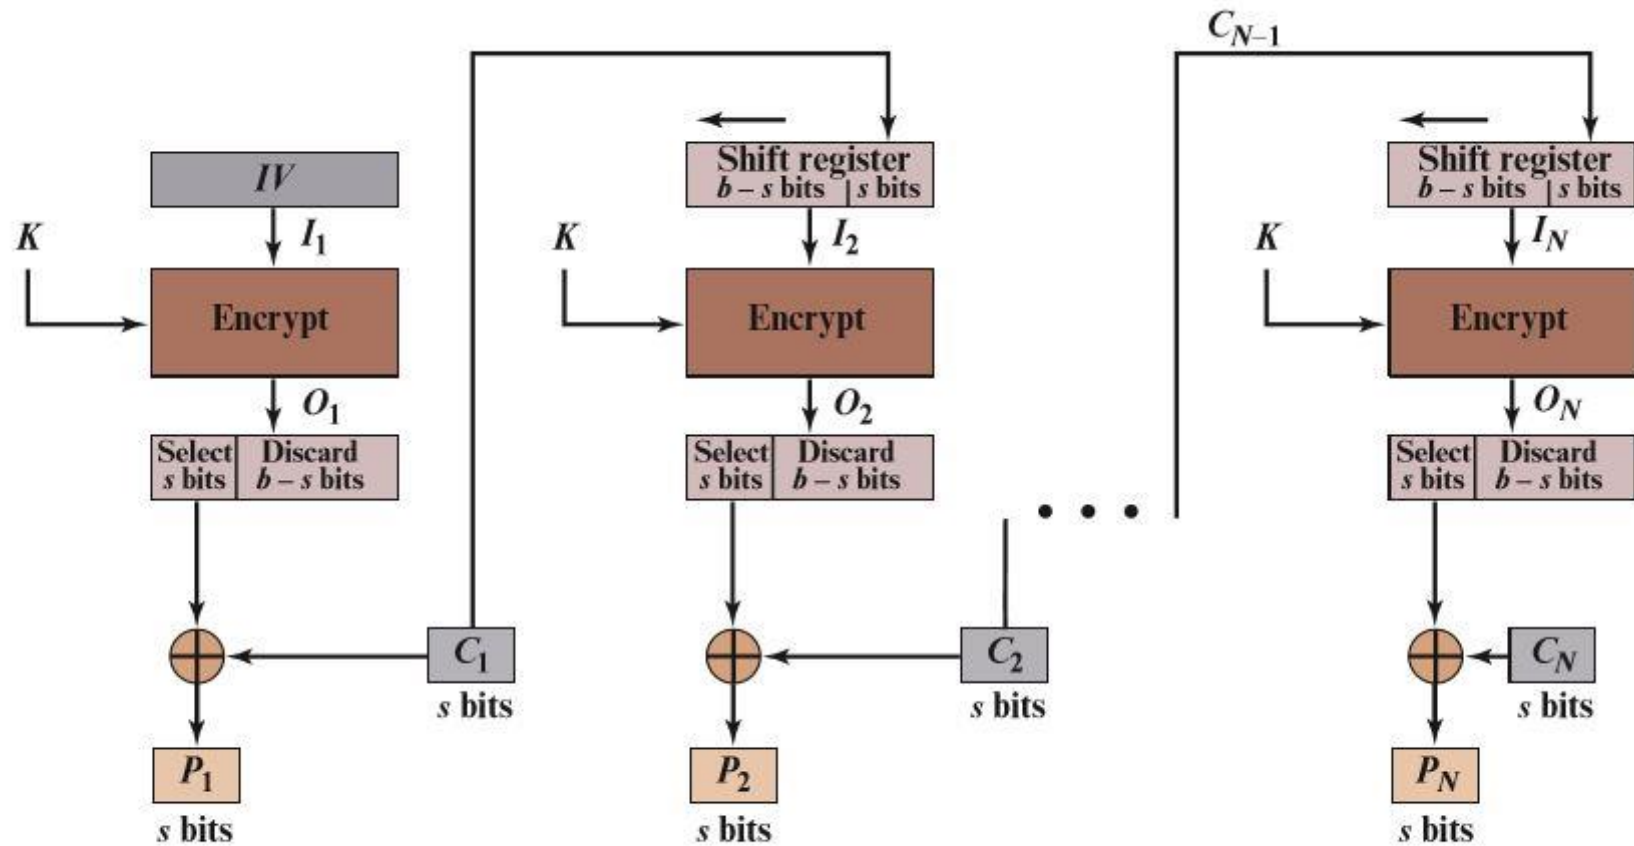 C_{N–1}
IV
Shift register
b – s bits | s bits
Shift register
b – s bits | s bits
K
I_1
K
I_2
K
I_N
Encrypt
Encrypt
Encrypt
O_1
O_2
O_N
Select
s bits
Discard
b – s bits
Select
s bits
Discard
b – s bits
Select
s bits
Discard
b – s bits
C_1
s bits
C_2
s bits
C_N
s bits
P_1
s bits
P_2
s bits
P_N
s bits